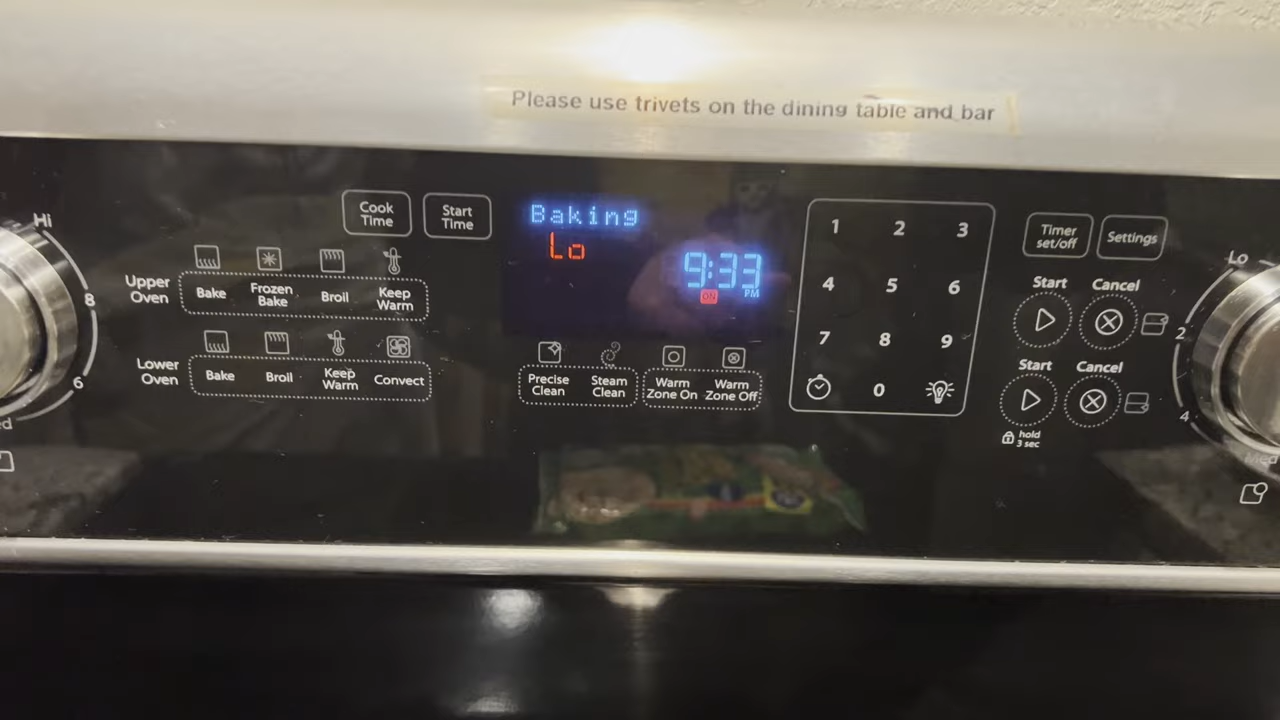 Please use trivets on the dining table and bar
Hi
8
6
Cook Time
Start Time
Upper Oven
Bake
Frozen Bake
Broil
Keep Warm
Lower Oven
Bake
Broil
Keep Warm
Convect
Baking
Lo
9:33
ON
PM
Precise Clean
Steam Clean
Warm Zone On
Warm Zone Off
1 2 3
4 5 6
7 8 9
0
Timer set/off
Settings
Start
Cancel
Start
Cancel
hold 3 sec
Lo
2
4
Med